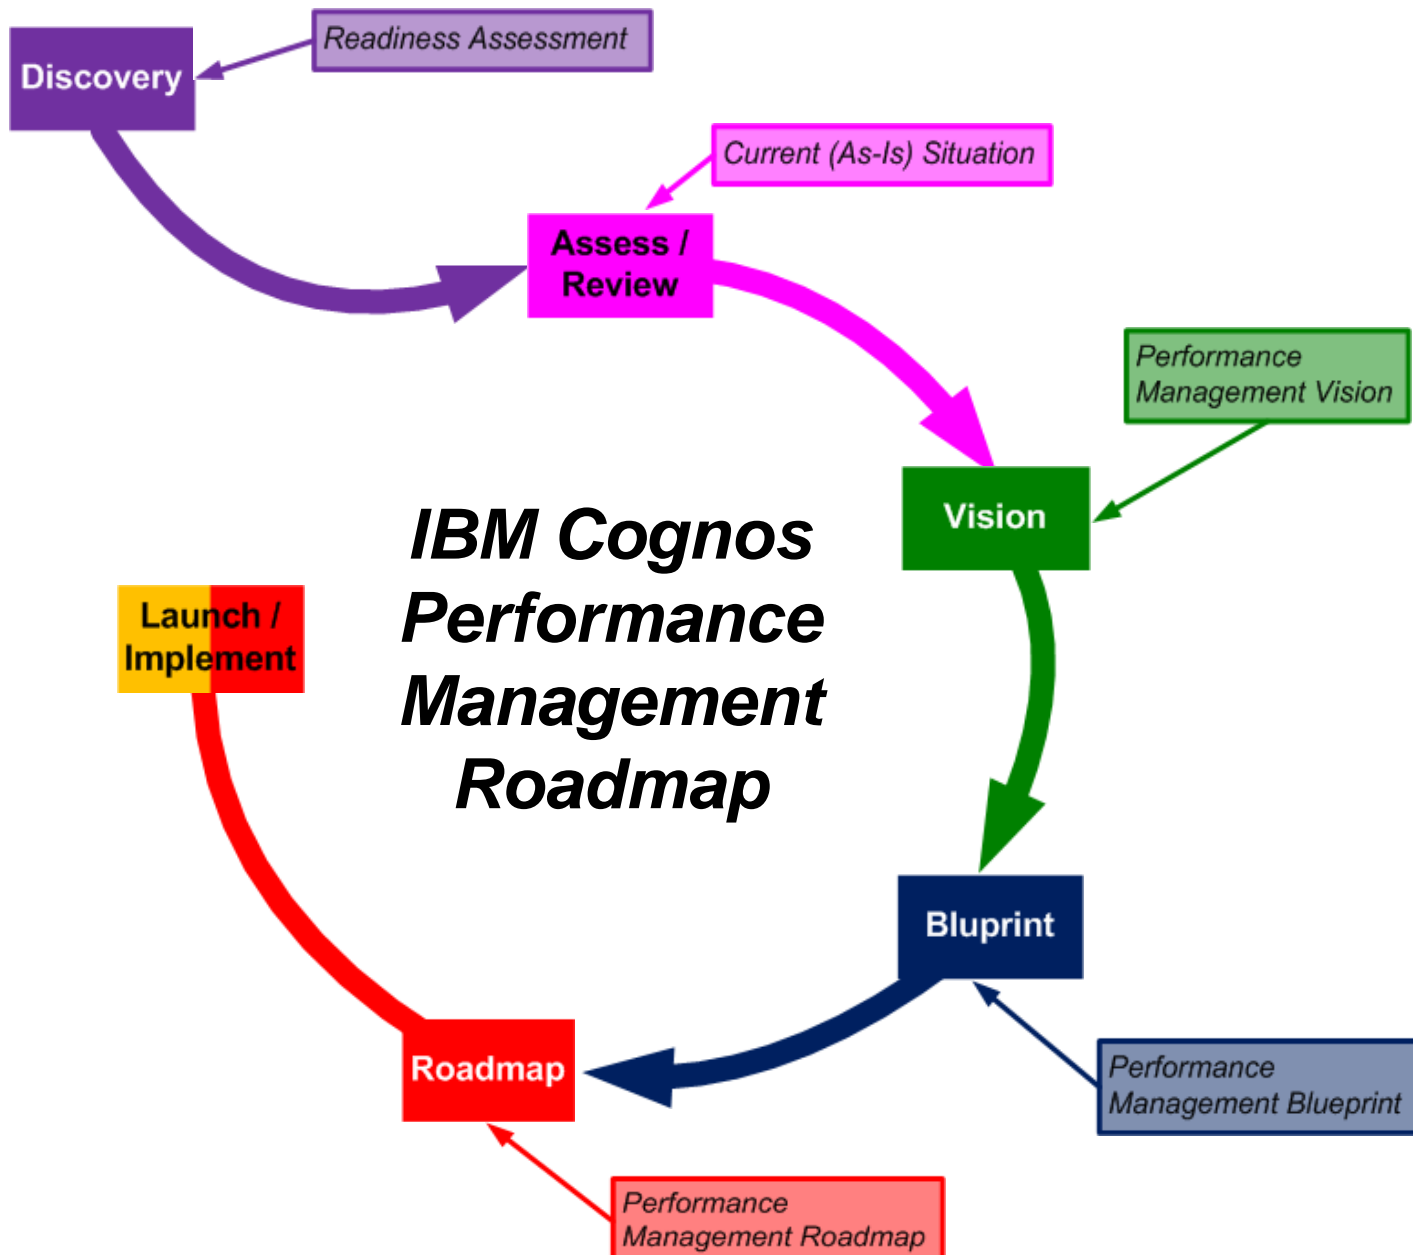 Readiness Assessment
Discovery
Current (As-Is) Situation
Assess /
Review
Performance
Management Vision
Vision
IBM Cognos
Performance
Management
Roadmap
Launch /
Implement
Bluprint
Performance
Management Blueprint
Roadmap
Performance
Management Roadmap